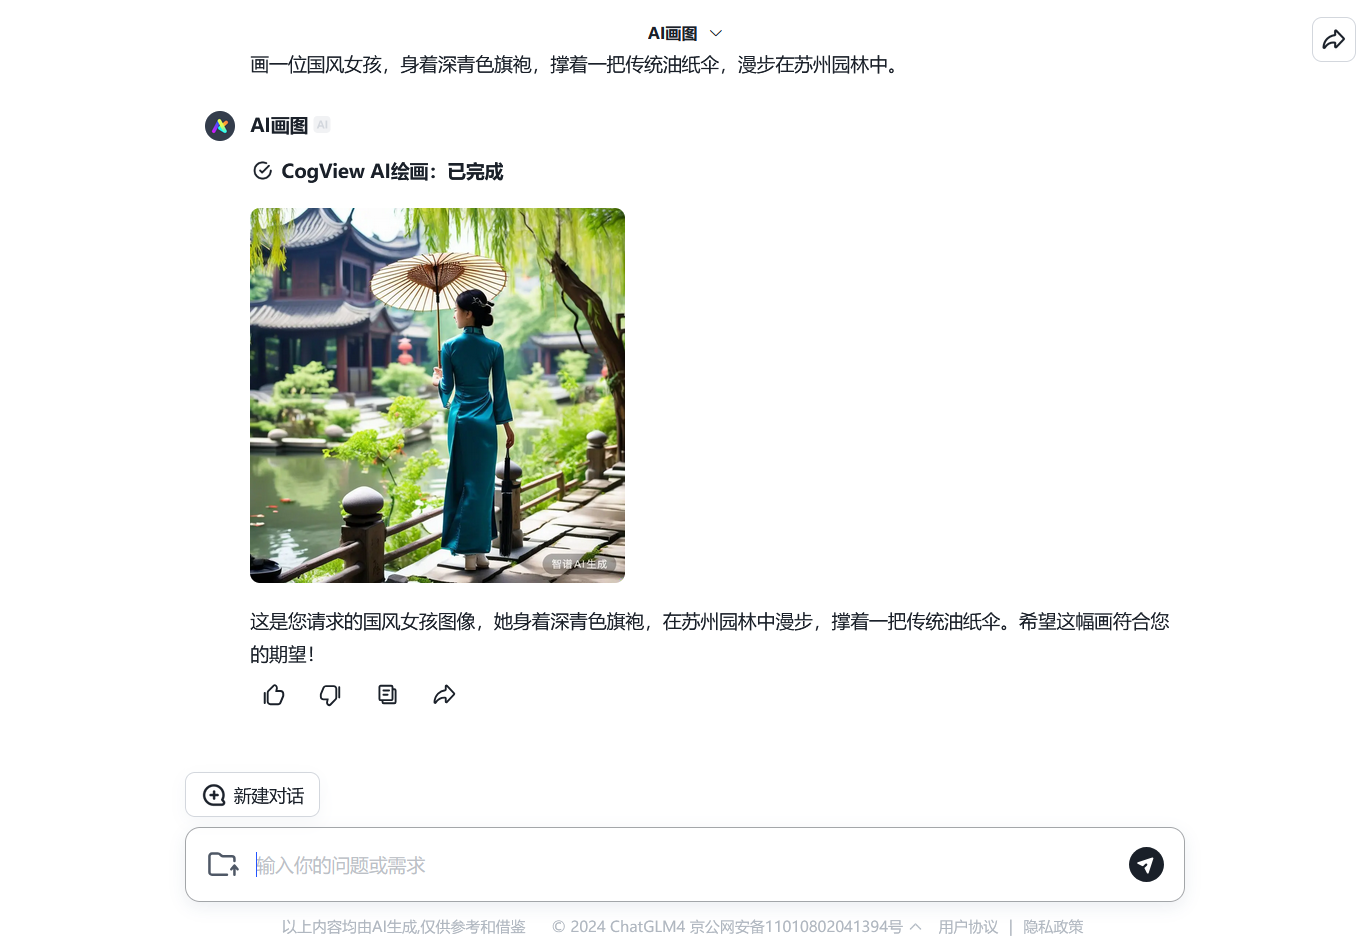 AI画图
画一位国风女孩，身着深青色旗袍，撑着一把传统油纸伞，漫步在苏州园林中。
AI画图 AI
CogView AI绘画：已完成
智谱AI生成
这是您请求的国风女孩图像，她身着深青色旗袍，在苏州园林中漫步，撑着一把传统油纸伞。希望这幅画符合您
的期望！
新建对话
输入你的问题或需求
以上内容均由AI生成,仅供参考和借鉴 © 2024 ChatGLM4 京公网安备11010802041394号 用户协议 | 隐私政策